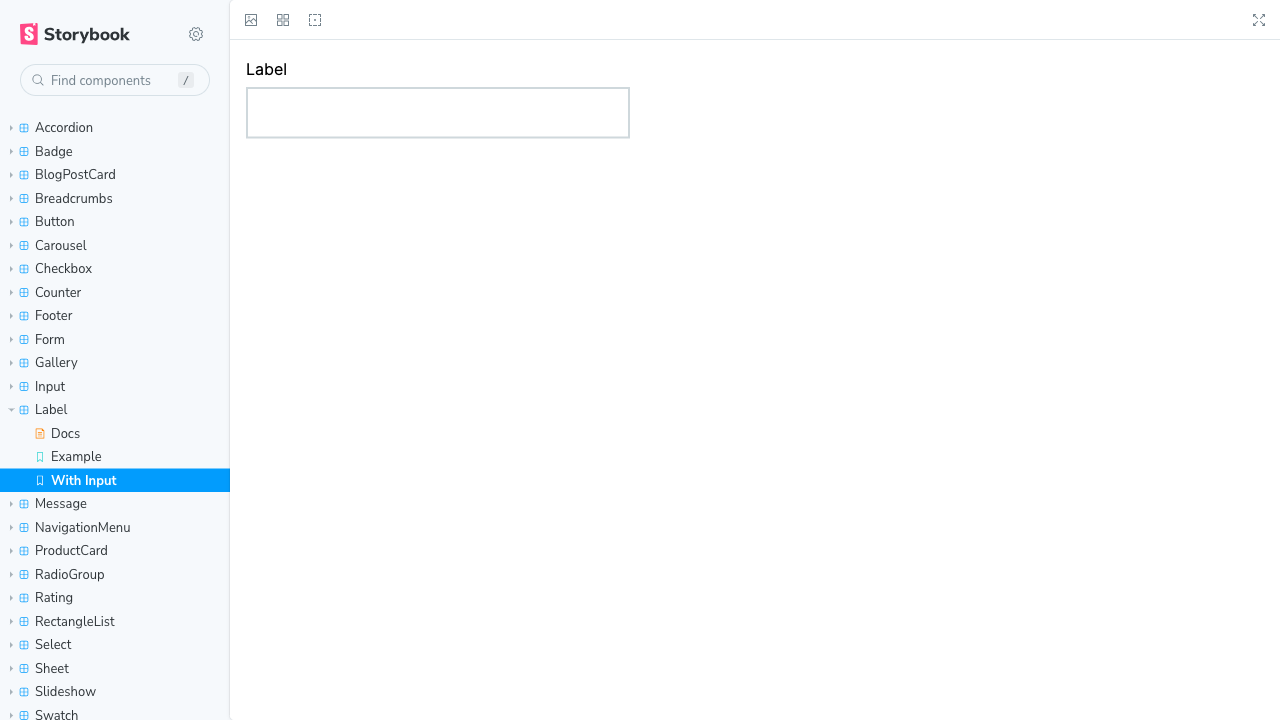 Storybook
Find components
/
Accordion
Badge
BlogPostCard
Breadcrumbs
Button
Carousel
Checkbox
Counter
Footer
Form
Gallery
Input
Label
Docs
Example
With Input
Message
NavigationMenu
ProductCard
RadioGroup
Rating
RectangleList
Select
Sheet
Slideshow
Swatch
Label